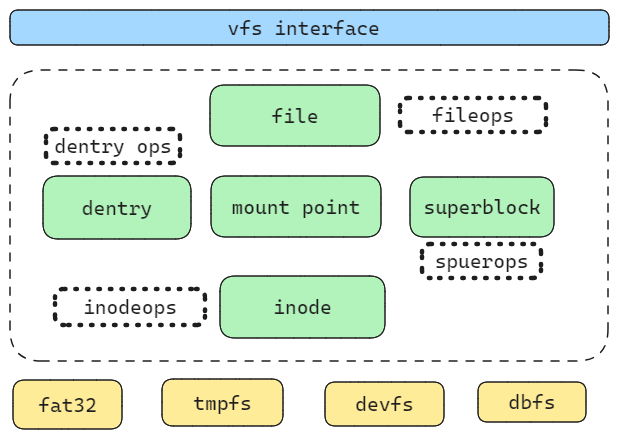 vfs interface
file
fileops
dentry ops
dentry
mount point
superblock
spuerops
inodeops
inode
fat32
tmpfs
devfs
dbfs